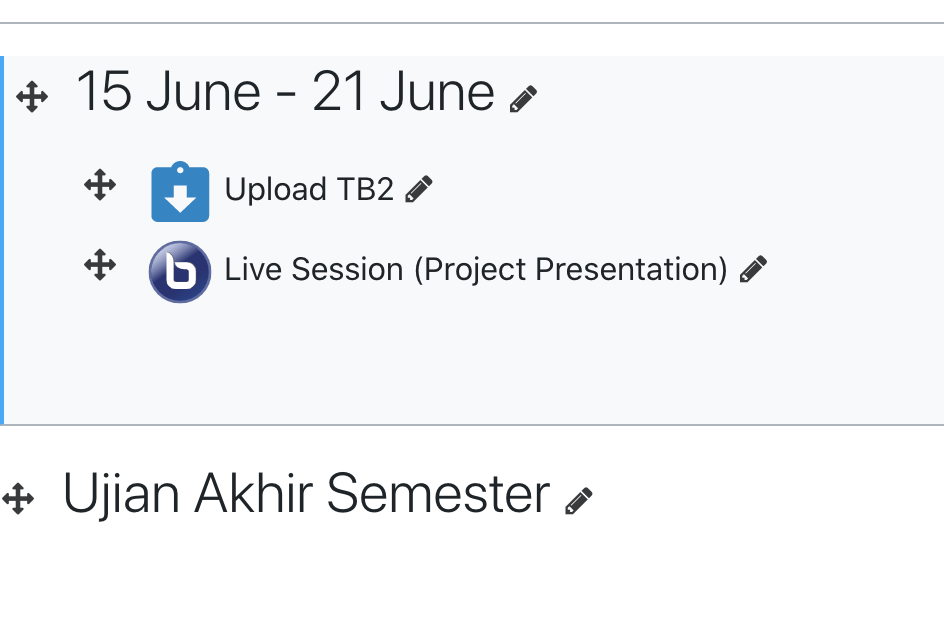 15 June - 21 June
Upload TB2
Live Session (Project Presentation)
Ujian Akhir Semester